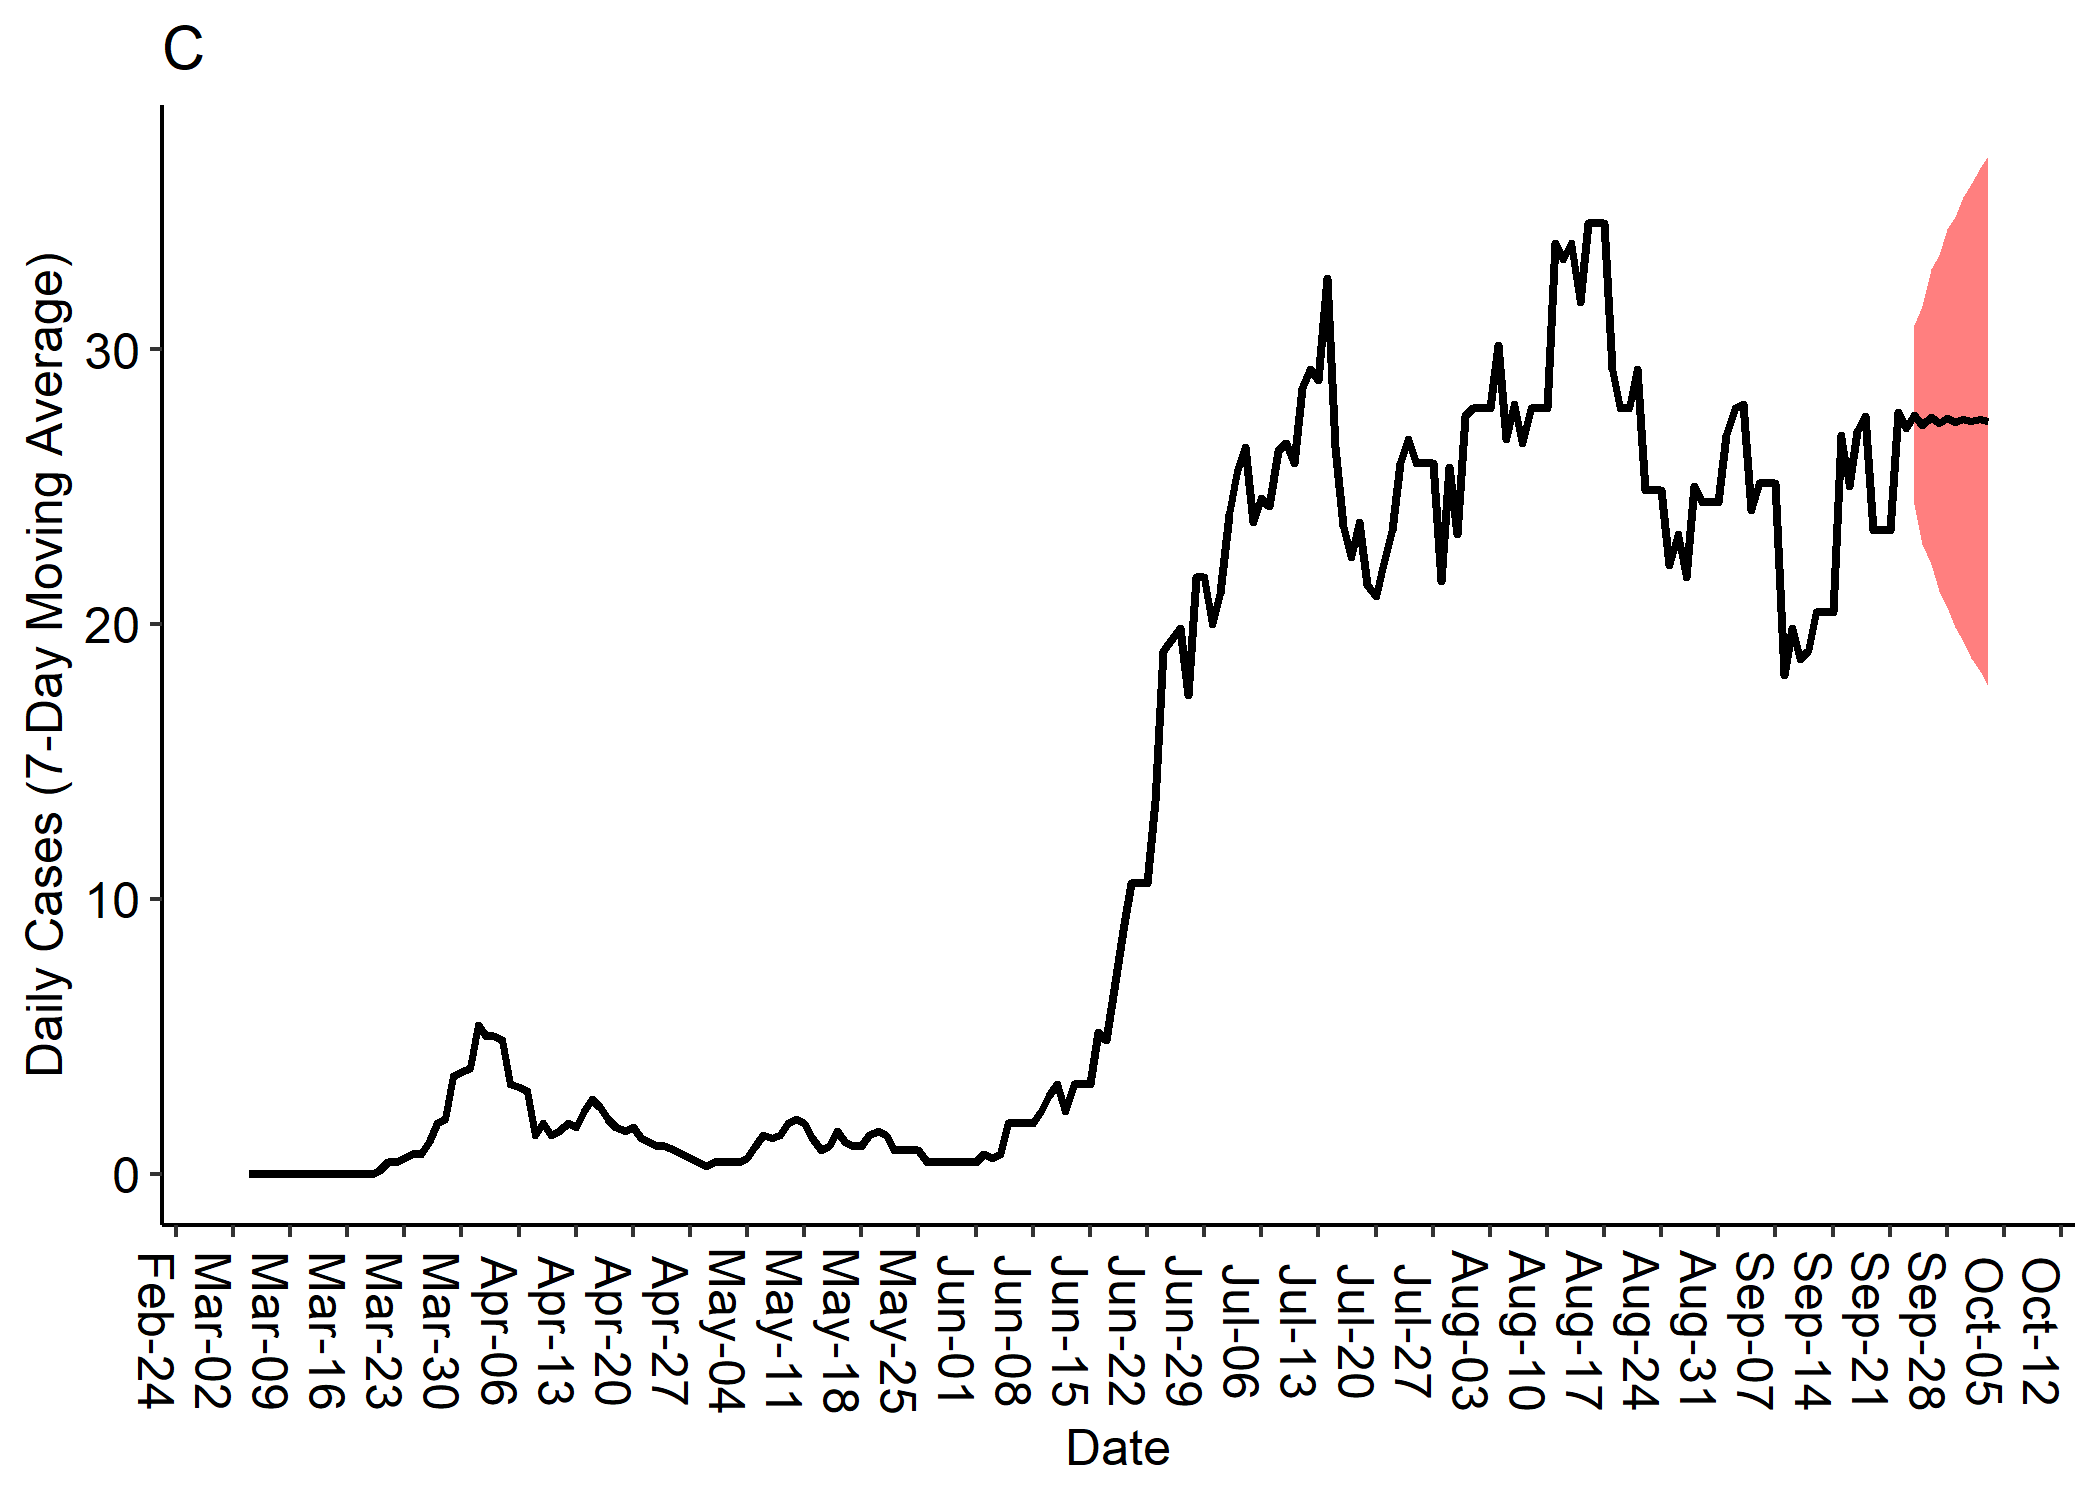 C
Daily Cases (7-Day Moving Average)
30
20
10
0
Feb-24
Mar-02
Mar-09
Mar-16
Mar-23
Mar-30
Apr-06
Apr-13
Apr-20
Apr-27
May-04
May-11
May-18
May-25
Jun-01
Jun-08
Jun-15
Jun-22
Jun-29
Jul-06
Jul-13
Jul-20
Jul-27
Aug-03
Aug-10
Aug-17
Aug-24
Aug-31
Sep-07
Sep-14
Sep-21
Sep-28
Oct-05
Oct-12
Date